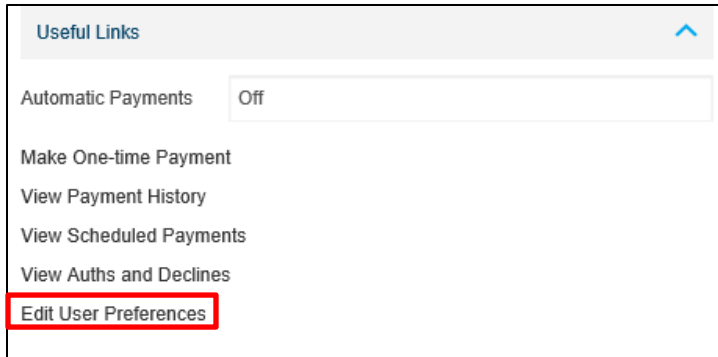 Useful Links
Automatic Payments Off
Make One-time Payment
View Payment History
View Scheduled Payments
View Auths and Declines
Edit User Preferences